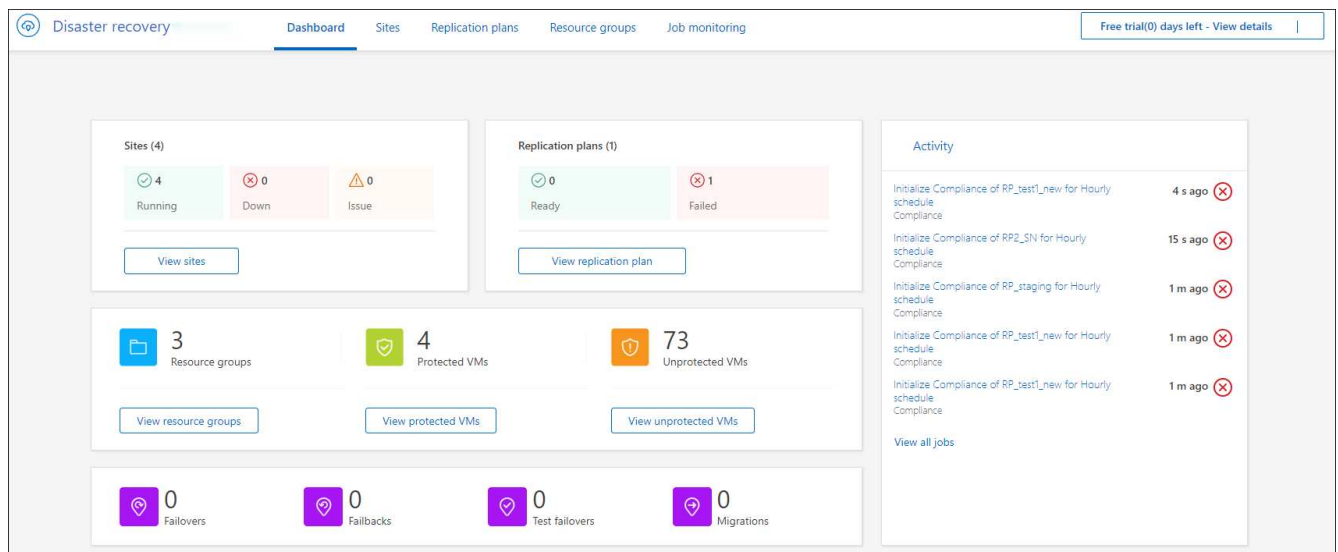 Disaster recovery
Dashboard
Sites
Replication plans
Resource groups
Job monitoring
Free trial(0) days left - View details
Sites (4)
4
Running
0
Down
0
Issue
View sites
Replication plans (1)
0
Ready
1
Failed
View replication plan
3
Resource groups
View resource groups
4
Protected VMs
View protected VMs
73
Unprotected VMs
View unprotected VMs
0
Failovers
0
Failbacks
0
Test failovers
0
Migrations
Activity
Initialize Compliance of RP_test1_new for Hourly
schedule
Compliance
4 s ago
Initialize Compliance of RP2_SN for Hourly
schedule
Compliance
15 s ago
Initialize Compliance of RP_staging for Hourly
schedule
Compliance
1 m ago
Initialize Compliance of RP_test1_new for Hourly
schedule
Compliance
1 m ago
Initialize Compliance of RP_test1_new for Hourly
schedule
Compliance
1 m ago
View all jobs